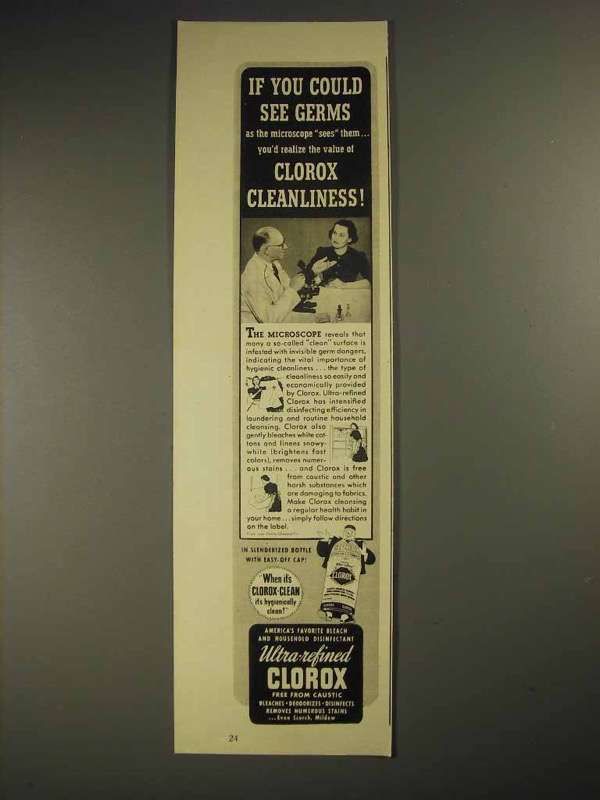 IF YOU COULD
SEE GERMS
as the microscope "sees" them...
you'd realize the value of
CLOROX
CLEANLINESS!
THE MICROSCOPE reveals that
many a so-called "clean" surface is
infested with invisible germ dangers,
indicating the vital importance of
hygienic cleanliness . . . the type of
cleanliness so easily and
economically provided
by Clorox. Ultra-refined
Clorox has intensified
disinfecting efficiency in
laundering and routine household
cleansing. Clorox also
gently bleaches white cot-
tons and linens snowy-
white (brightens fast
colors), removes numer-
ous stains . . . and Clorox is free
from caustic and other
harsh substances which
are damaging to fabrics.
Make Clorox cleansing
a regular health habit in
your home . . . simply follow directions
on the label.
IN SLENDERIZED BOTTLE
WITH EASY-OFF CAP!
"When it's
CLOROX-CLEAN
it's hygienically
clean!"
CLOROX
AMERICA'S FAVORITE BLEACH
AND HOUSEHOLD DISINFECTANT
Ultra-refined
CLOROX
FREE FROM CAUSTIC
BLEACHES · DEODORIZES · DISINFECTS
REMOVES NUMEROUS STAINS
...Even Scorch, Mildew
24